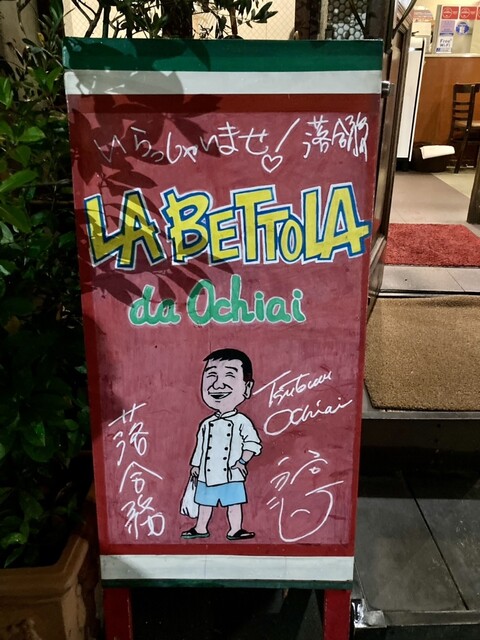 いらっしゃいませ！♡ 落合務
LA BETTOLA
da Ochiai
Tsutomu
OCHiai
落合務